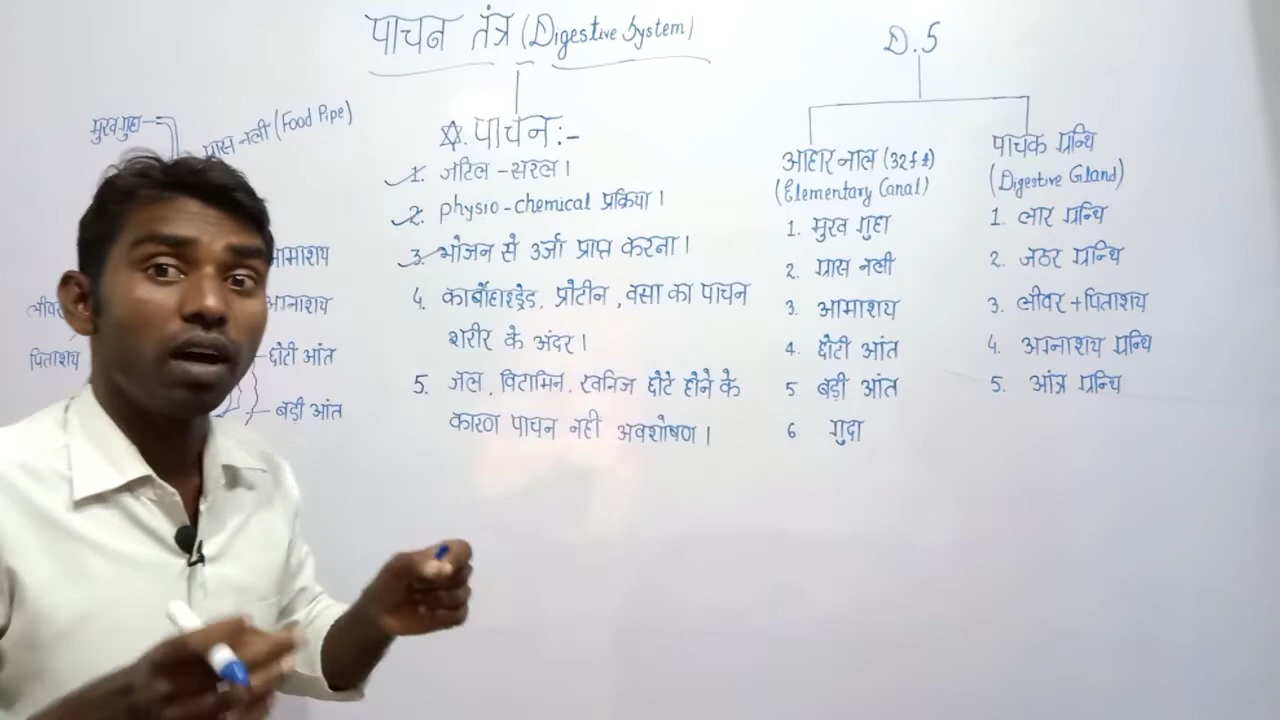 पाचन तंत्र (Digestive System)
मुख गुहा
ग्रास नली (Food Pipe)
आमाशय
लीवर
अग्नाशय
पिताशय
छोटी आंत
बड़ी आंत
☆. पाचन:-
1. जटिल - सरल।
2. Physio-chemical प्रक्रिया।
3. भोजन से उर्जा प्राप्त करना।
4. कार्बोहाइड्रेड, प्रोटीन, वसा का पाचन
शरीर के अंदर।
5. जल, विटामिन, खनिज छोटे होने के
कारण पाचन नही अवशोषण।
D.S
आहार नाल (32ft)
(Elementary Canal)
1. मुख गुहा
2. ग्रास नली
3. आमाशय
4. छोटी आंत
5 बड़ी आंत
6 गुदा
पाचक ग्रन्थि
(Digestive Gland)
1. लार ग्रन्थि
2. जठर ग्रन्थि
3. लीवर + पिताशय
4. अग्नाशय ग्रन्थि
5. आंत्र ग्रन्थि